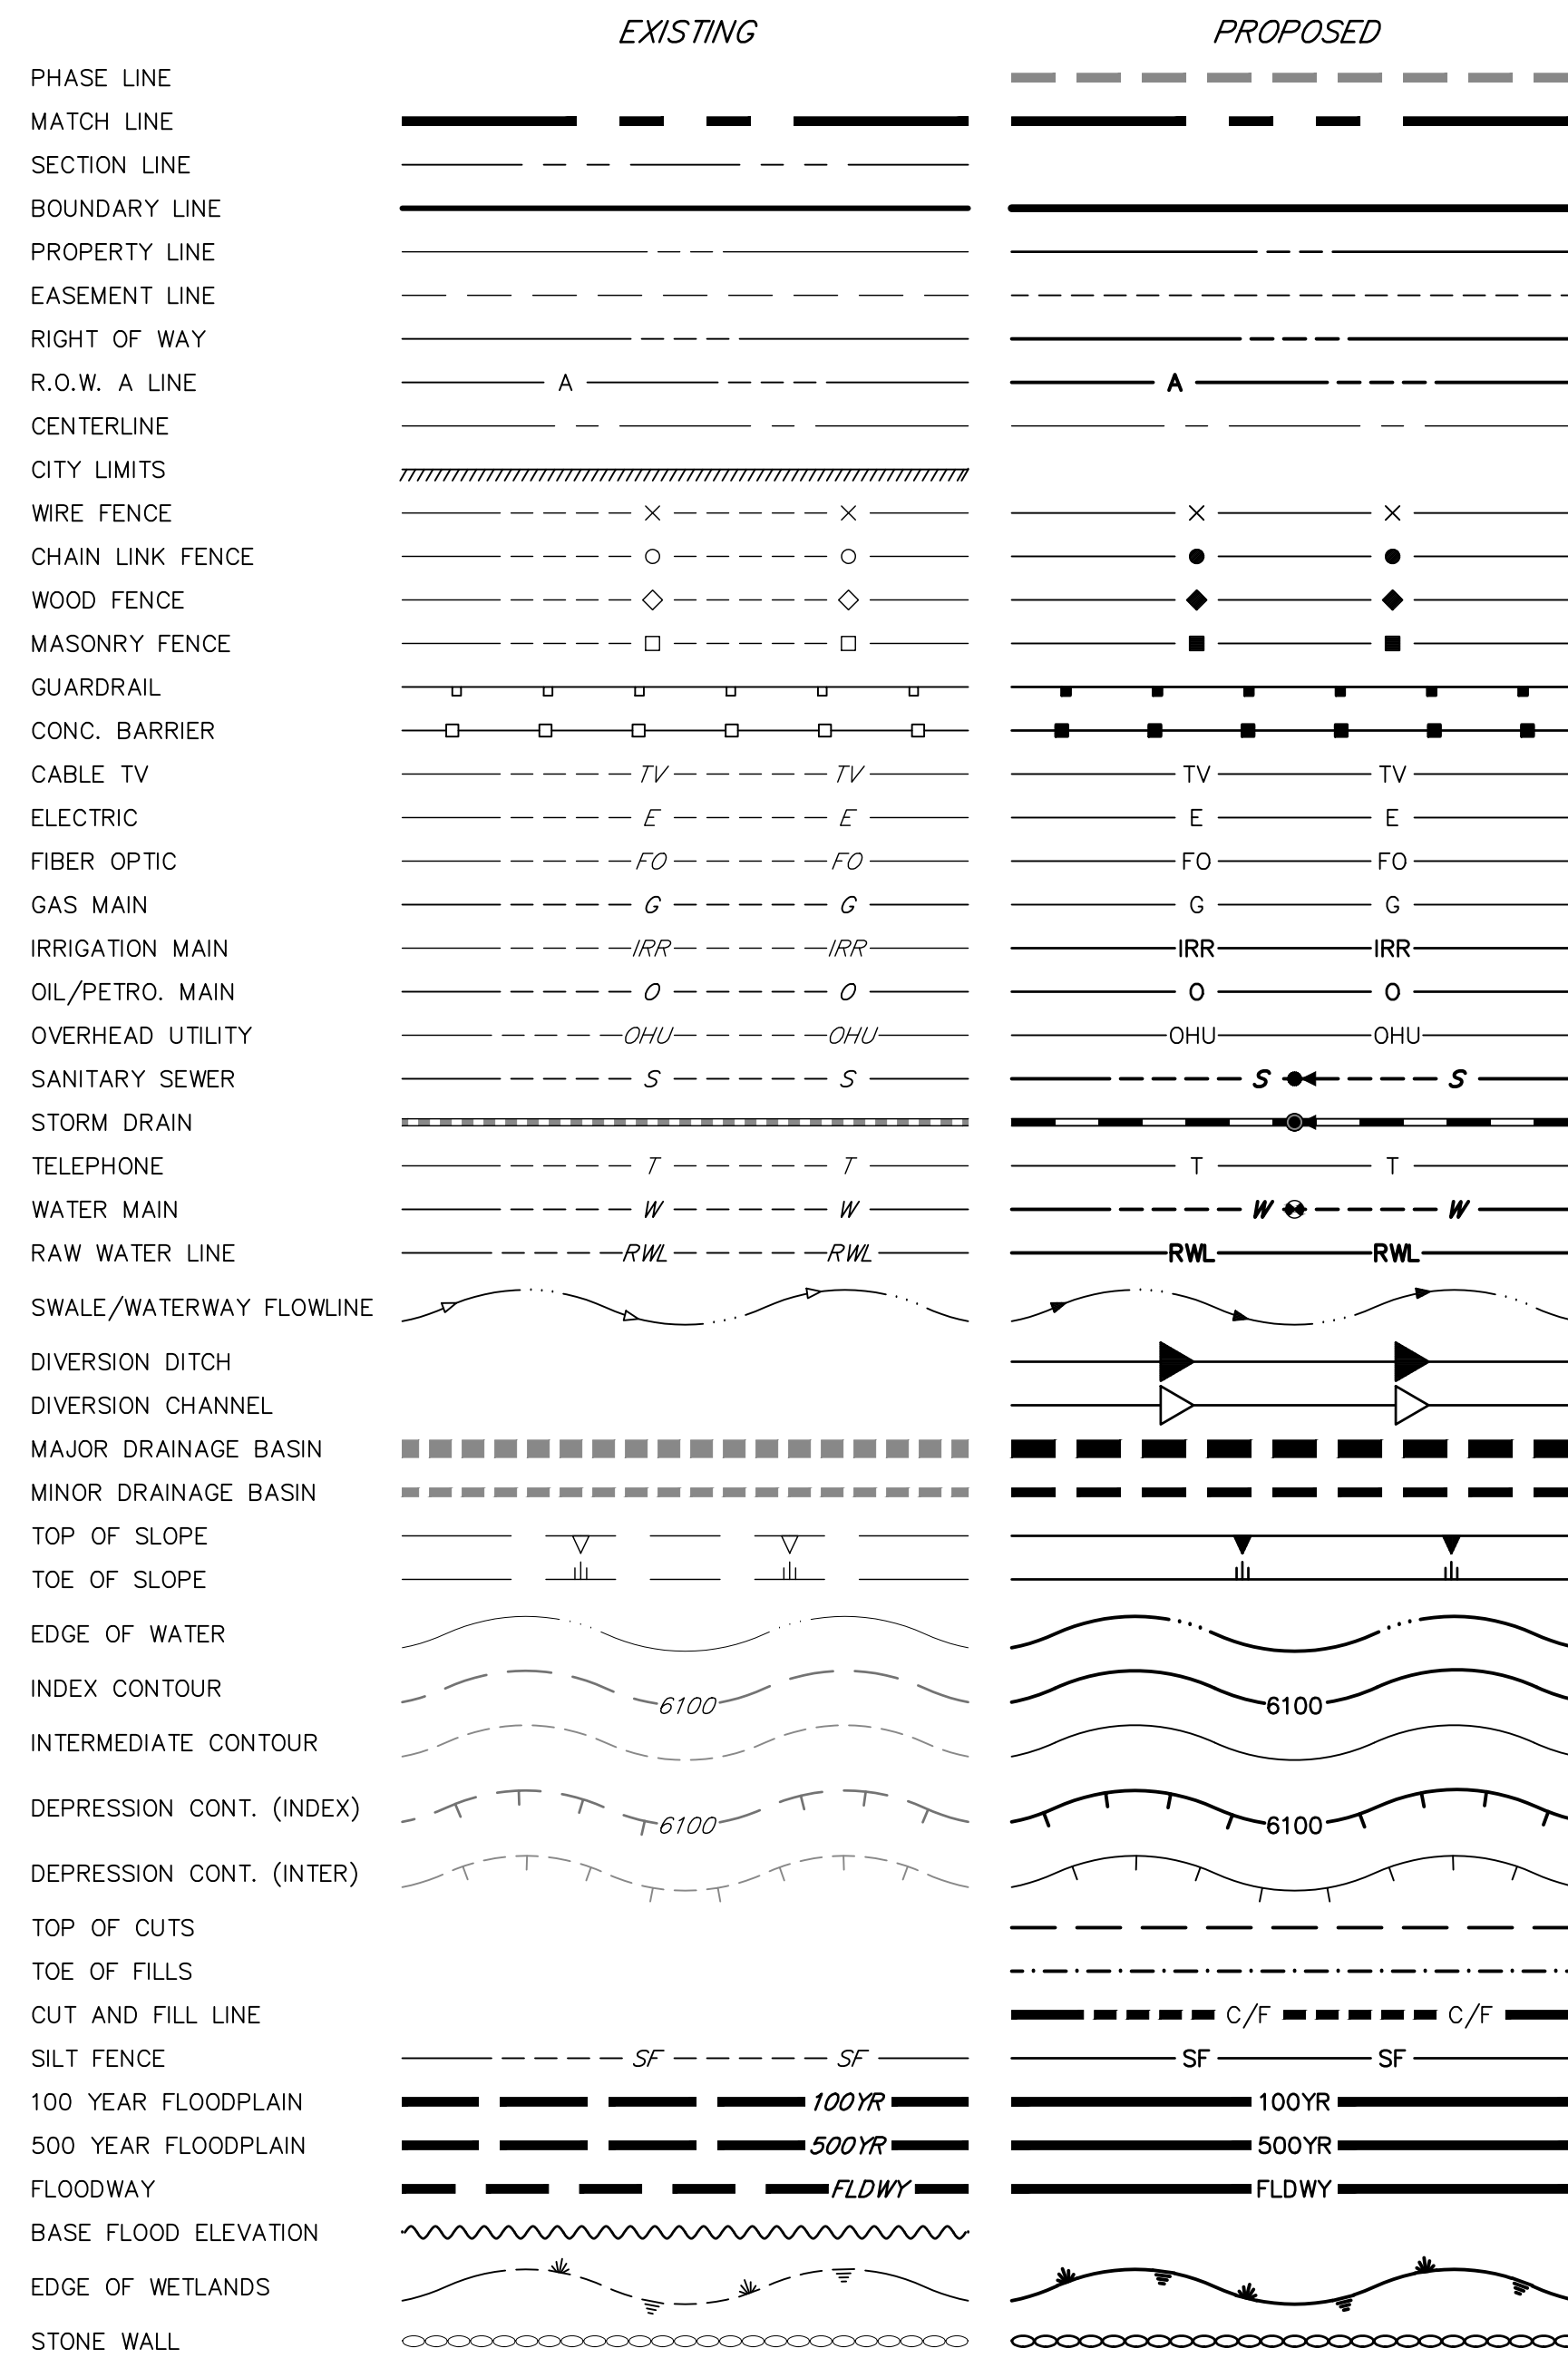 EXISTING PROPOSED
PHASE LINE
MATCH LINE
SECTION LINE
BOUNDARY LINE
PROPERTY LINE
EASEMENT LINE
RIGHT OF WAY
R.O.W. A LINE A A
CENTERLINE
CITY LIMITS
WIRE FENCE
CHAIN LINK FENCE
WOOD FENCE
MASONRY FENCE
GUARDRAIL
CONC. BARRIER
CABLE TV TV TV TV TV
ELECTRIC E E E E
FIBER OPTIC FO FO FO FO
GAS MAIN G G G G
IRRIGATION MAIN IRR IRR IRR IRR
OIL/PETRO. MAIN O O O O
OVERHEAD UTILITY OHU OHU OHU OHU
SANITARY SEWER S S S S
STORM DRAIN
TELEPHONE T T T T
WATER MAIN W W W W
RAW WATER LINE RWL RWL RWL RWL
SWALE/WATERWAY FLOWLINE
DIVERSION DITCH
DIVERSION CHANNEL
MAJOR DRAINAGE BASIN
MINOR DRAINAGE BASIN
TOP OF SLOPE
TOE OF SLOPE
EDGE OF WATER
INDEX CONTOUR 6100 6100
INTERMEDIATE CONTOUR
DEPRESSION CONT. (INDEX) 6100 6100
DEPRESSION CONT. (INTER)
TOP OF CUTS
TOE OF FILLS
CUT AND FILL LINE C/F C/F
SILT FENCE SF SF SF SF
100 YEAR FLOODPLAIN 100YR 100YR
500 YEAR FLOODPLAIN 500YR 500YR
FLOODWAY FLDWY FLDWY
BASE FLOOD ELEVATION
EDGE OF WETLANDS
STONE WALL